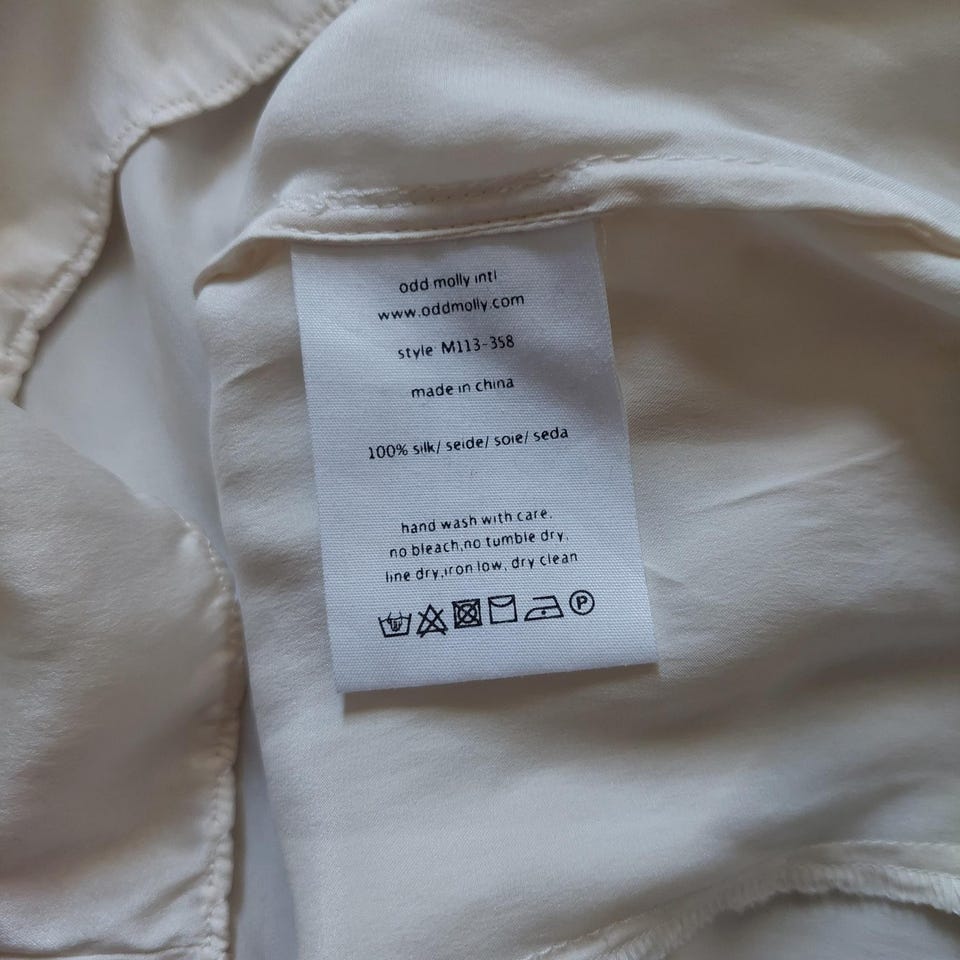 odd molly intl
www.oddmolly.com
style M113-358
made in china
100% silk/ seide/ soie/ seda
hand wash with care.
no bleach,no tumble dry,
line dry,iron low, dry clean
P